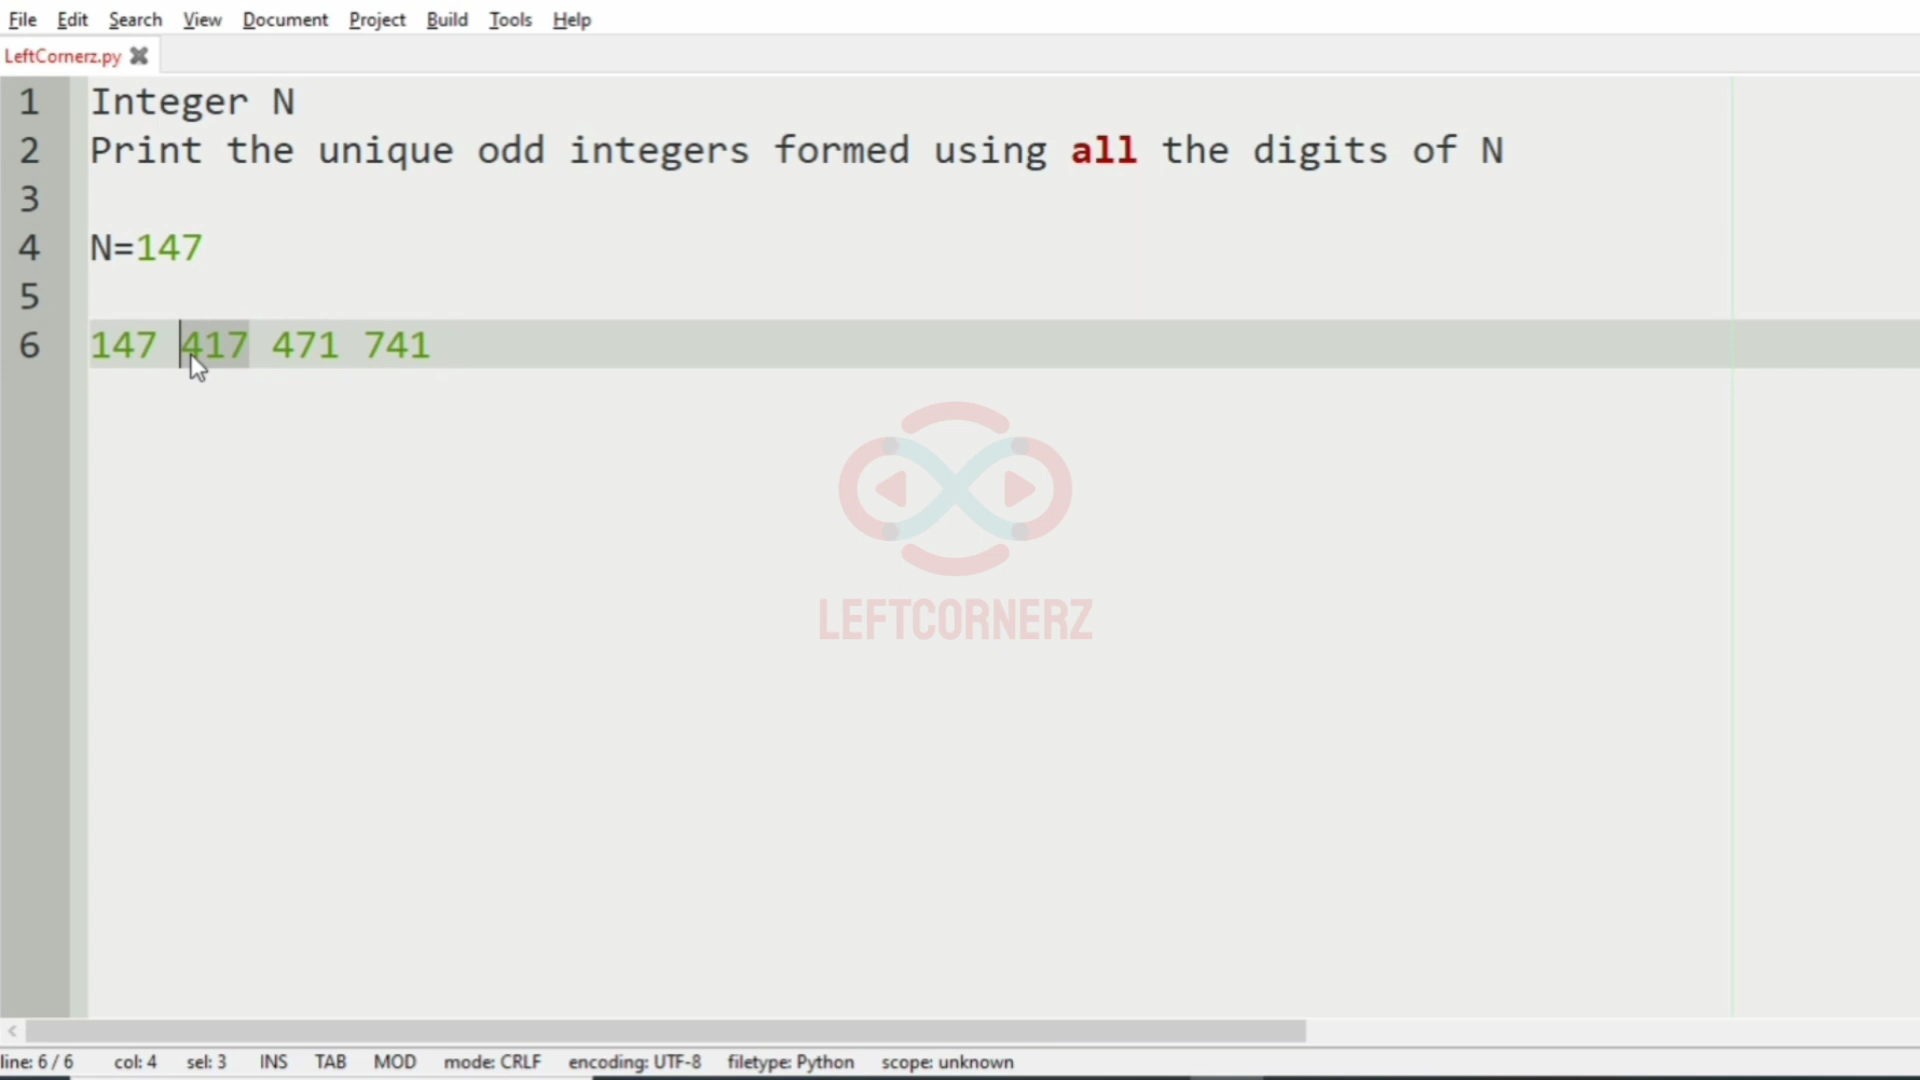 File Edit Search View Document Project Build Tools Help
LeftCornerz.py
1 Integer N
2 Print the unique odd integers formed using all the digits of N
3
4 N=147
5
6 147 417 471 741
LEFTCORNERZ
line: 6 / 6 col: 4 sel: 3 INS TAB MOD mode: CRLF encoding: UTF-8 filetype: Python scope: unknown